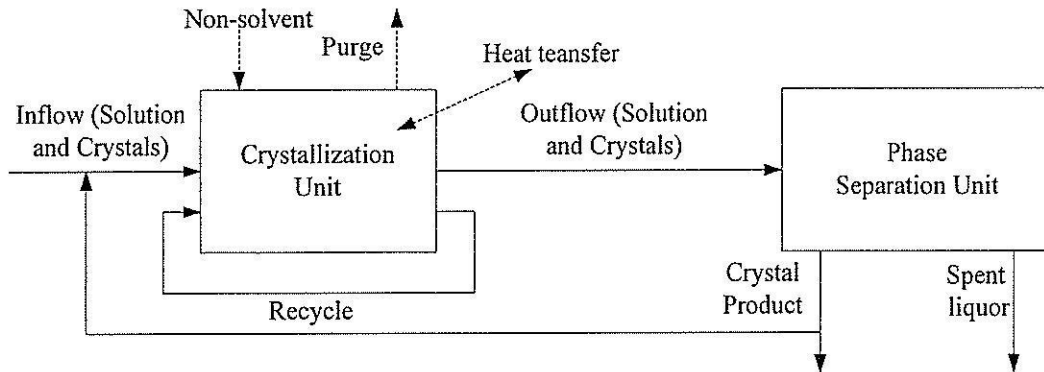 Non-solvent
Purge
Heat teansfer
Inflow (Solution
and Crystals)
Crystallization
Unit
Outflow (Solution
and Crystals)
Phase
Separation Unit
Recycle
Crystal
Product
Spent
liquor